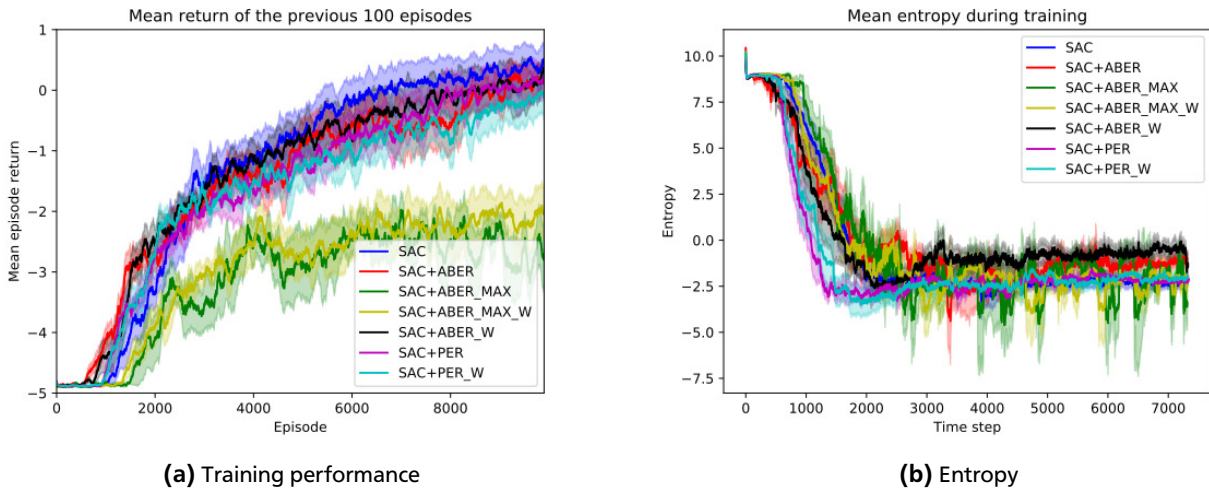 Mean return of the previous 100 episodes
1
0
−1
−2
−3
−4
−5
Mean episode return
0
2000
4000
6000
8000
Episode
SAC
SAC+ABER
SAC+ABER_MAX
SAC+ABER_MAX_W
SAC+ABER_W
SAC+PER
SAC+PER_W
(a) Training performance
Mean entropy during training
10.0
7.5
5.0
2.5
0.0
−2.5
−5.0
−7.5
Entropy
0
1000
2000
3000
4000
5000
6000
7000
Time step
SAC
SAC+ABER
SAC+ABER_MAX
SAC+ABER_MAX_W
SAC+ABER_W
SAC+PER
SAC+PER_W
(b) Entropy